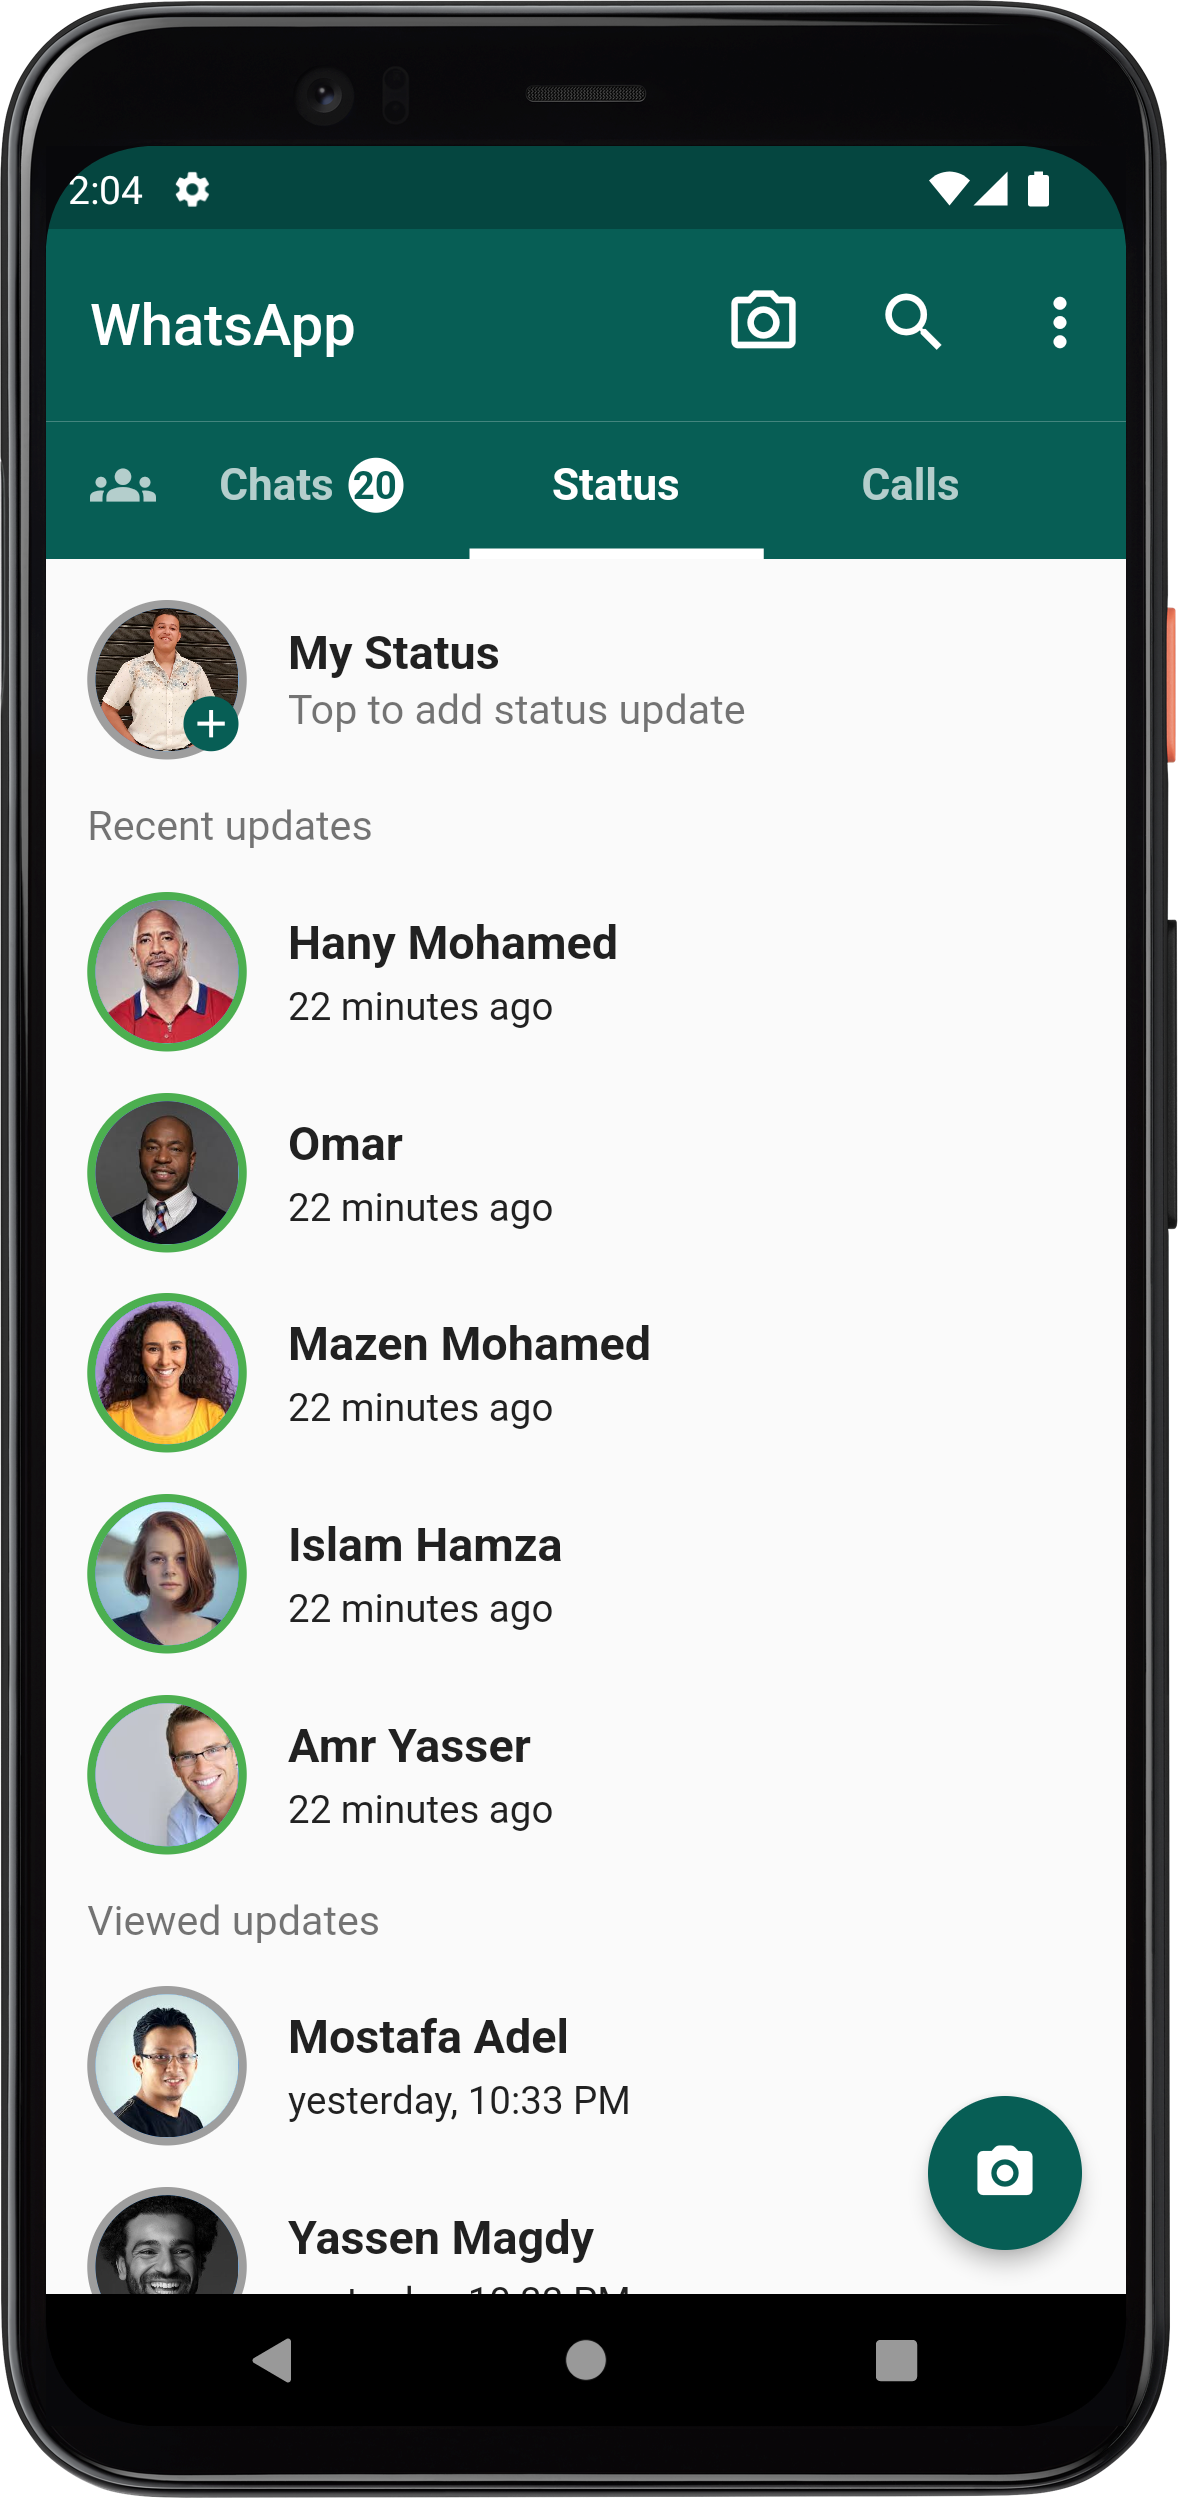 2:04
WhatsApp
Chats 20 Status Calls
My Status
Top to add status update
Recent updates
Hany Mohamed
22 minutes ago
Omar
22 minutes ago
Mazen Mohamed
22 minutes ago
Islam Hamza
22 minutes ago
Amr Yasser
22 minutes ago
Viewed updates
Mostafa Adel
yesterday, 10:33 PM
Yassen Magdy